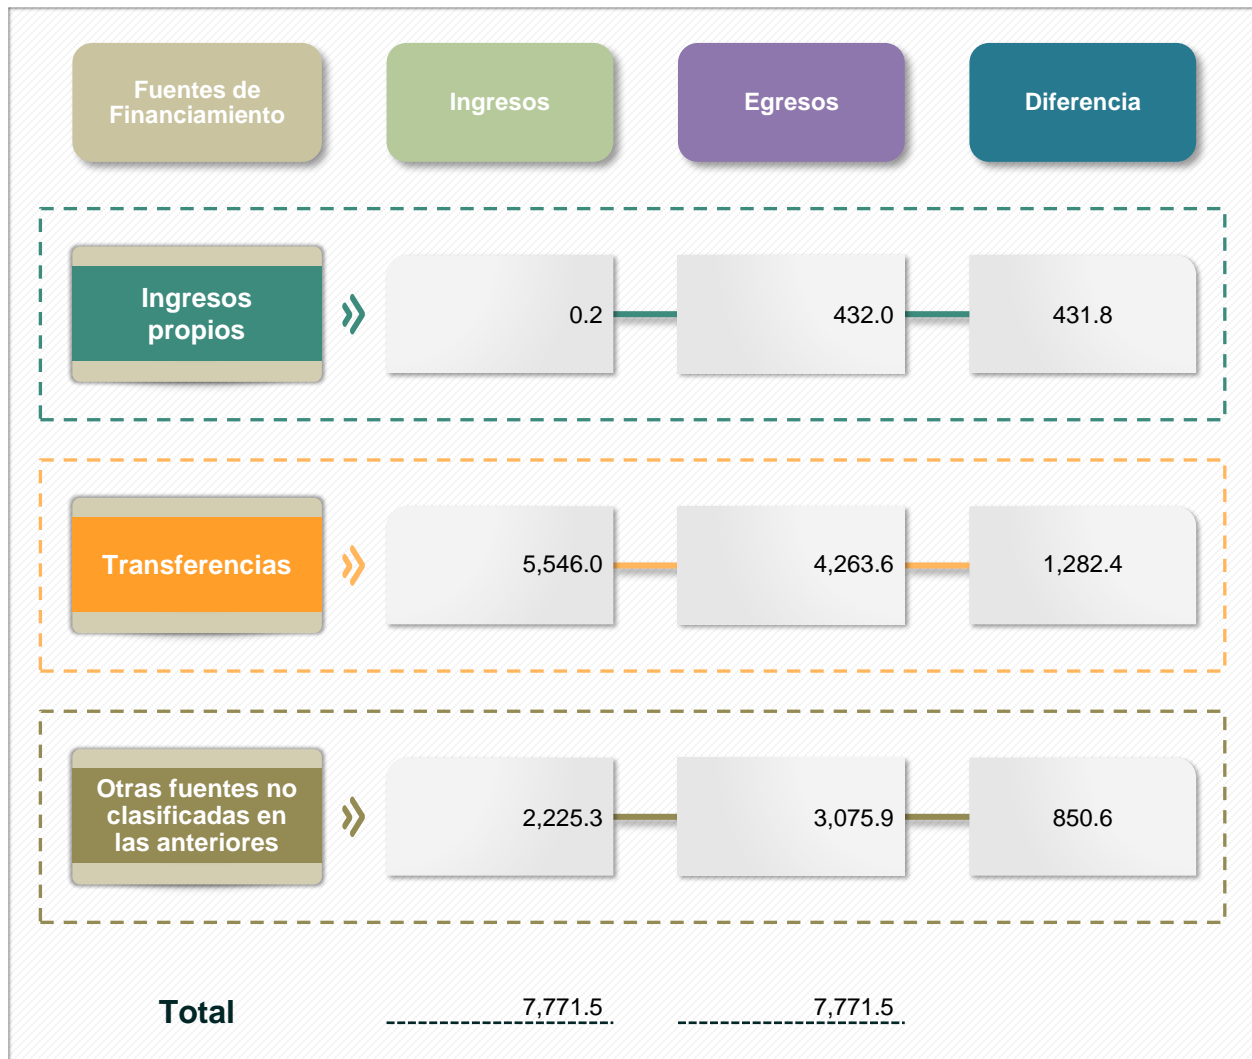 Fuentes de
Financiamiento
Ingresos
Egresos
Diferencia
Ingresos
propios
0.2
432.0
431.8
Transferencias
5,546.0
4,263.6
1,282.4
Otras fuentes no
clasificadas en
las anteriores
2,225.3
3,075.9
850.6
Total
7,771.5
7,771.5